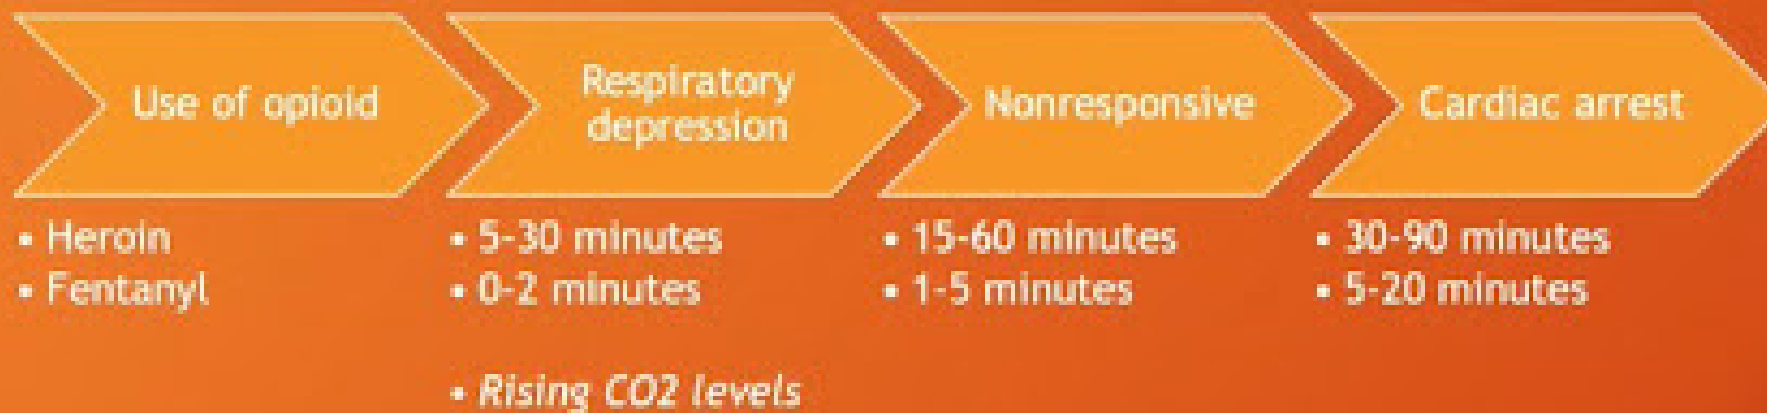 Use of opioid
Respiratory
depression
Nonresponsive
Cardiac arrest
• Heroin
• Fentanyl
• 5-30 minutes
• 0-2 minutes
• Rising CO2 levels
• 15-60 minutes
• 1-5 minutes
• 30-90 minutes
• 5-20 minutes